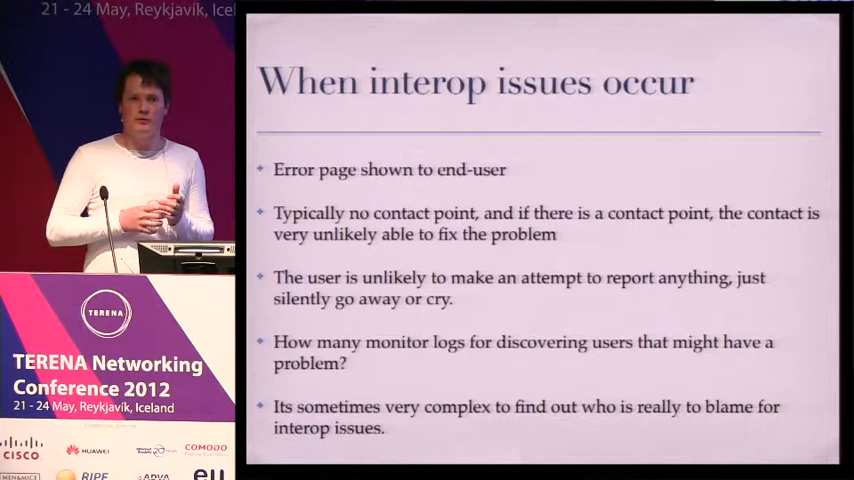 21 - 24 May, Reykjavík, Icel
When interop issues occur
Error page shown to end-user
Typically no contact point, and if there is a contact point, the contact is
very unlikely able to fix the problem
The user is unlikely to make an attempt to report anything, just
silently go away or cry.
How many monitor logs for discovering users that might have a
problem?
Its sometimes very complex to find out who is really to blame for
interop issues.
TERENA
TERENA Networking
Conference 2012
21 - 24 May, Reykjavík, Iceland
CISCO
HUAWEI
COMODO
MEN&MICE
RIPE
ADVA
eu